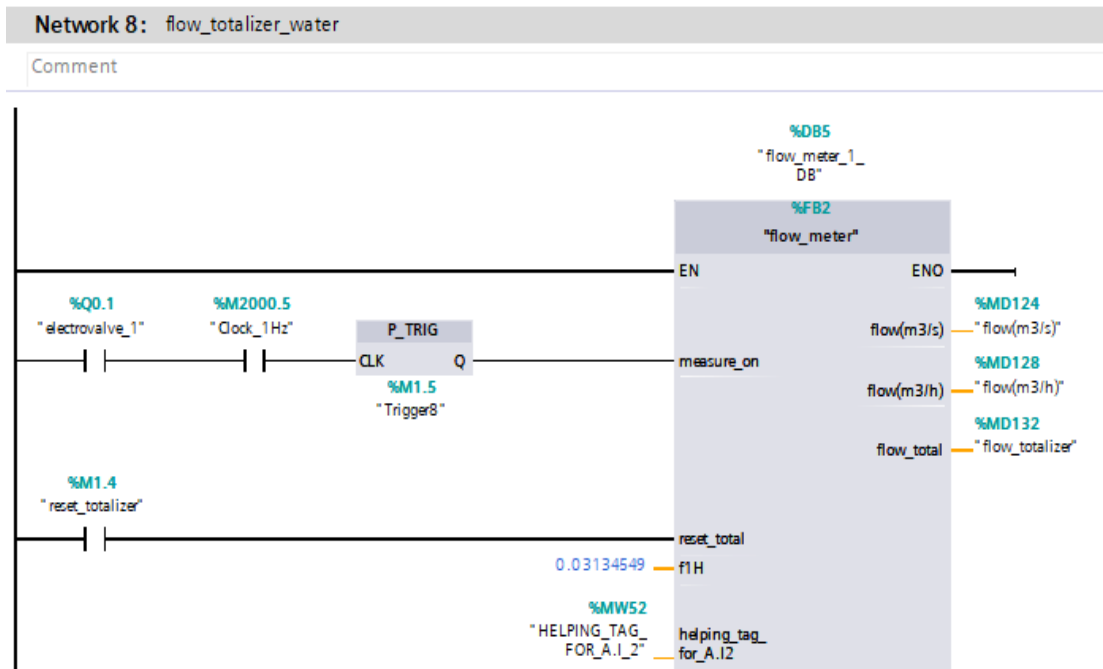 Network 8: flow_totalizer_water
Comment
%DB5
"flow_meter_1_
DB"
%FB2
"flow_meter"
EN ENO
%Q0.1 %M2000.5 %MD124
"electrovalve_1" "Clock_1Hz" P_TRIG flow(m3/s) "flow(m3/s)"
CLK Q measure_on %MD128
%M1.5 flow(m3/h) "flow(m3/h)"
"Trigger8" %MD132
flow_total "flow_totalizer"
%M1.4
"reset_totalizer"
reset_total
0.03134549 f1H
%MW52
"HELPING_TAG_ helping_tag_
FOR_A.I_2" for_A.I2